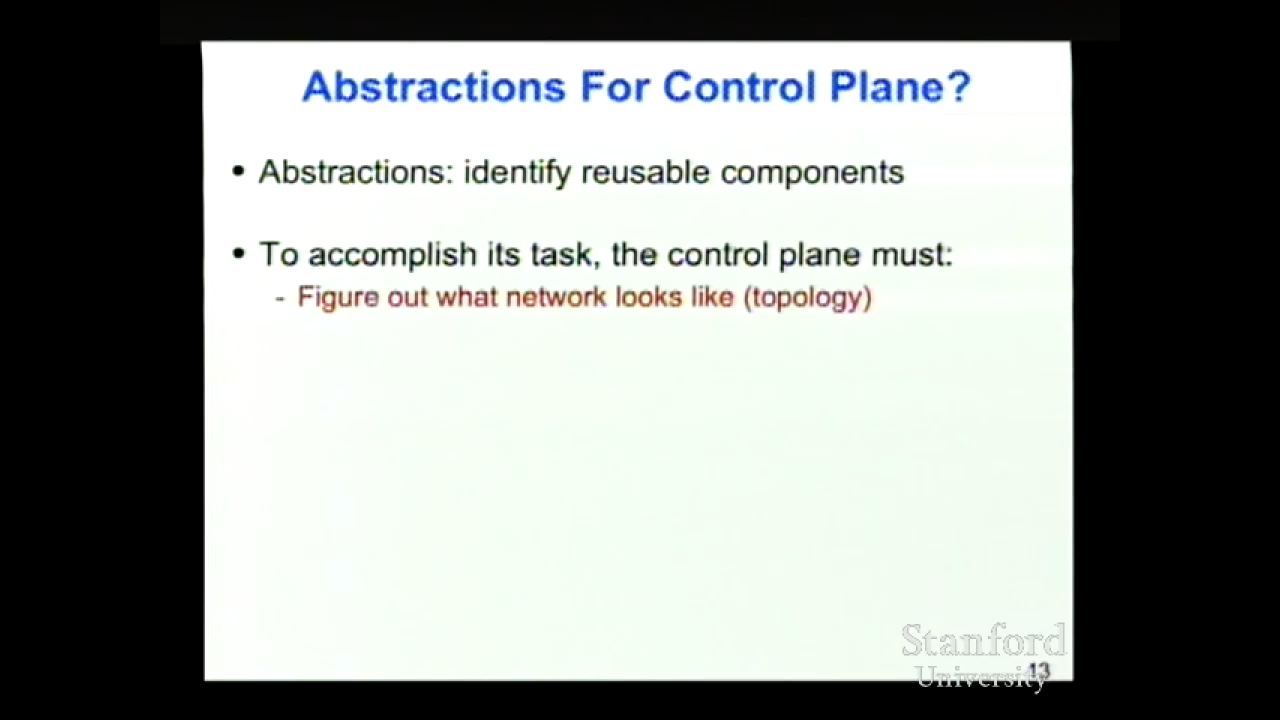 Abstractions For Control Plane?
• Abstractions: identify reusable components
• To accomplish its task, the control plane must:
- Figure out what network looks like (topology)
Stanford
University
13